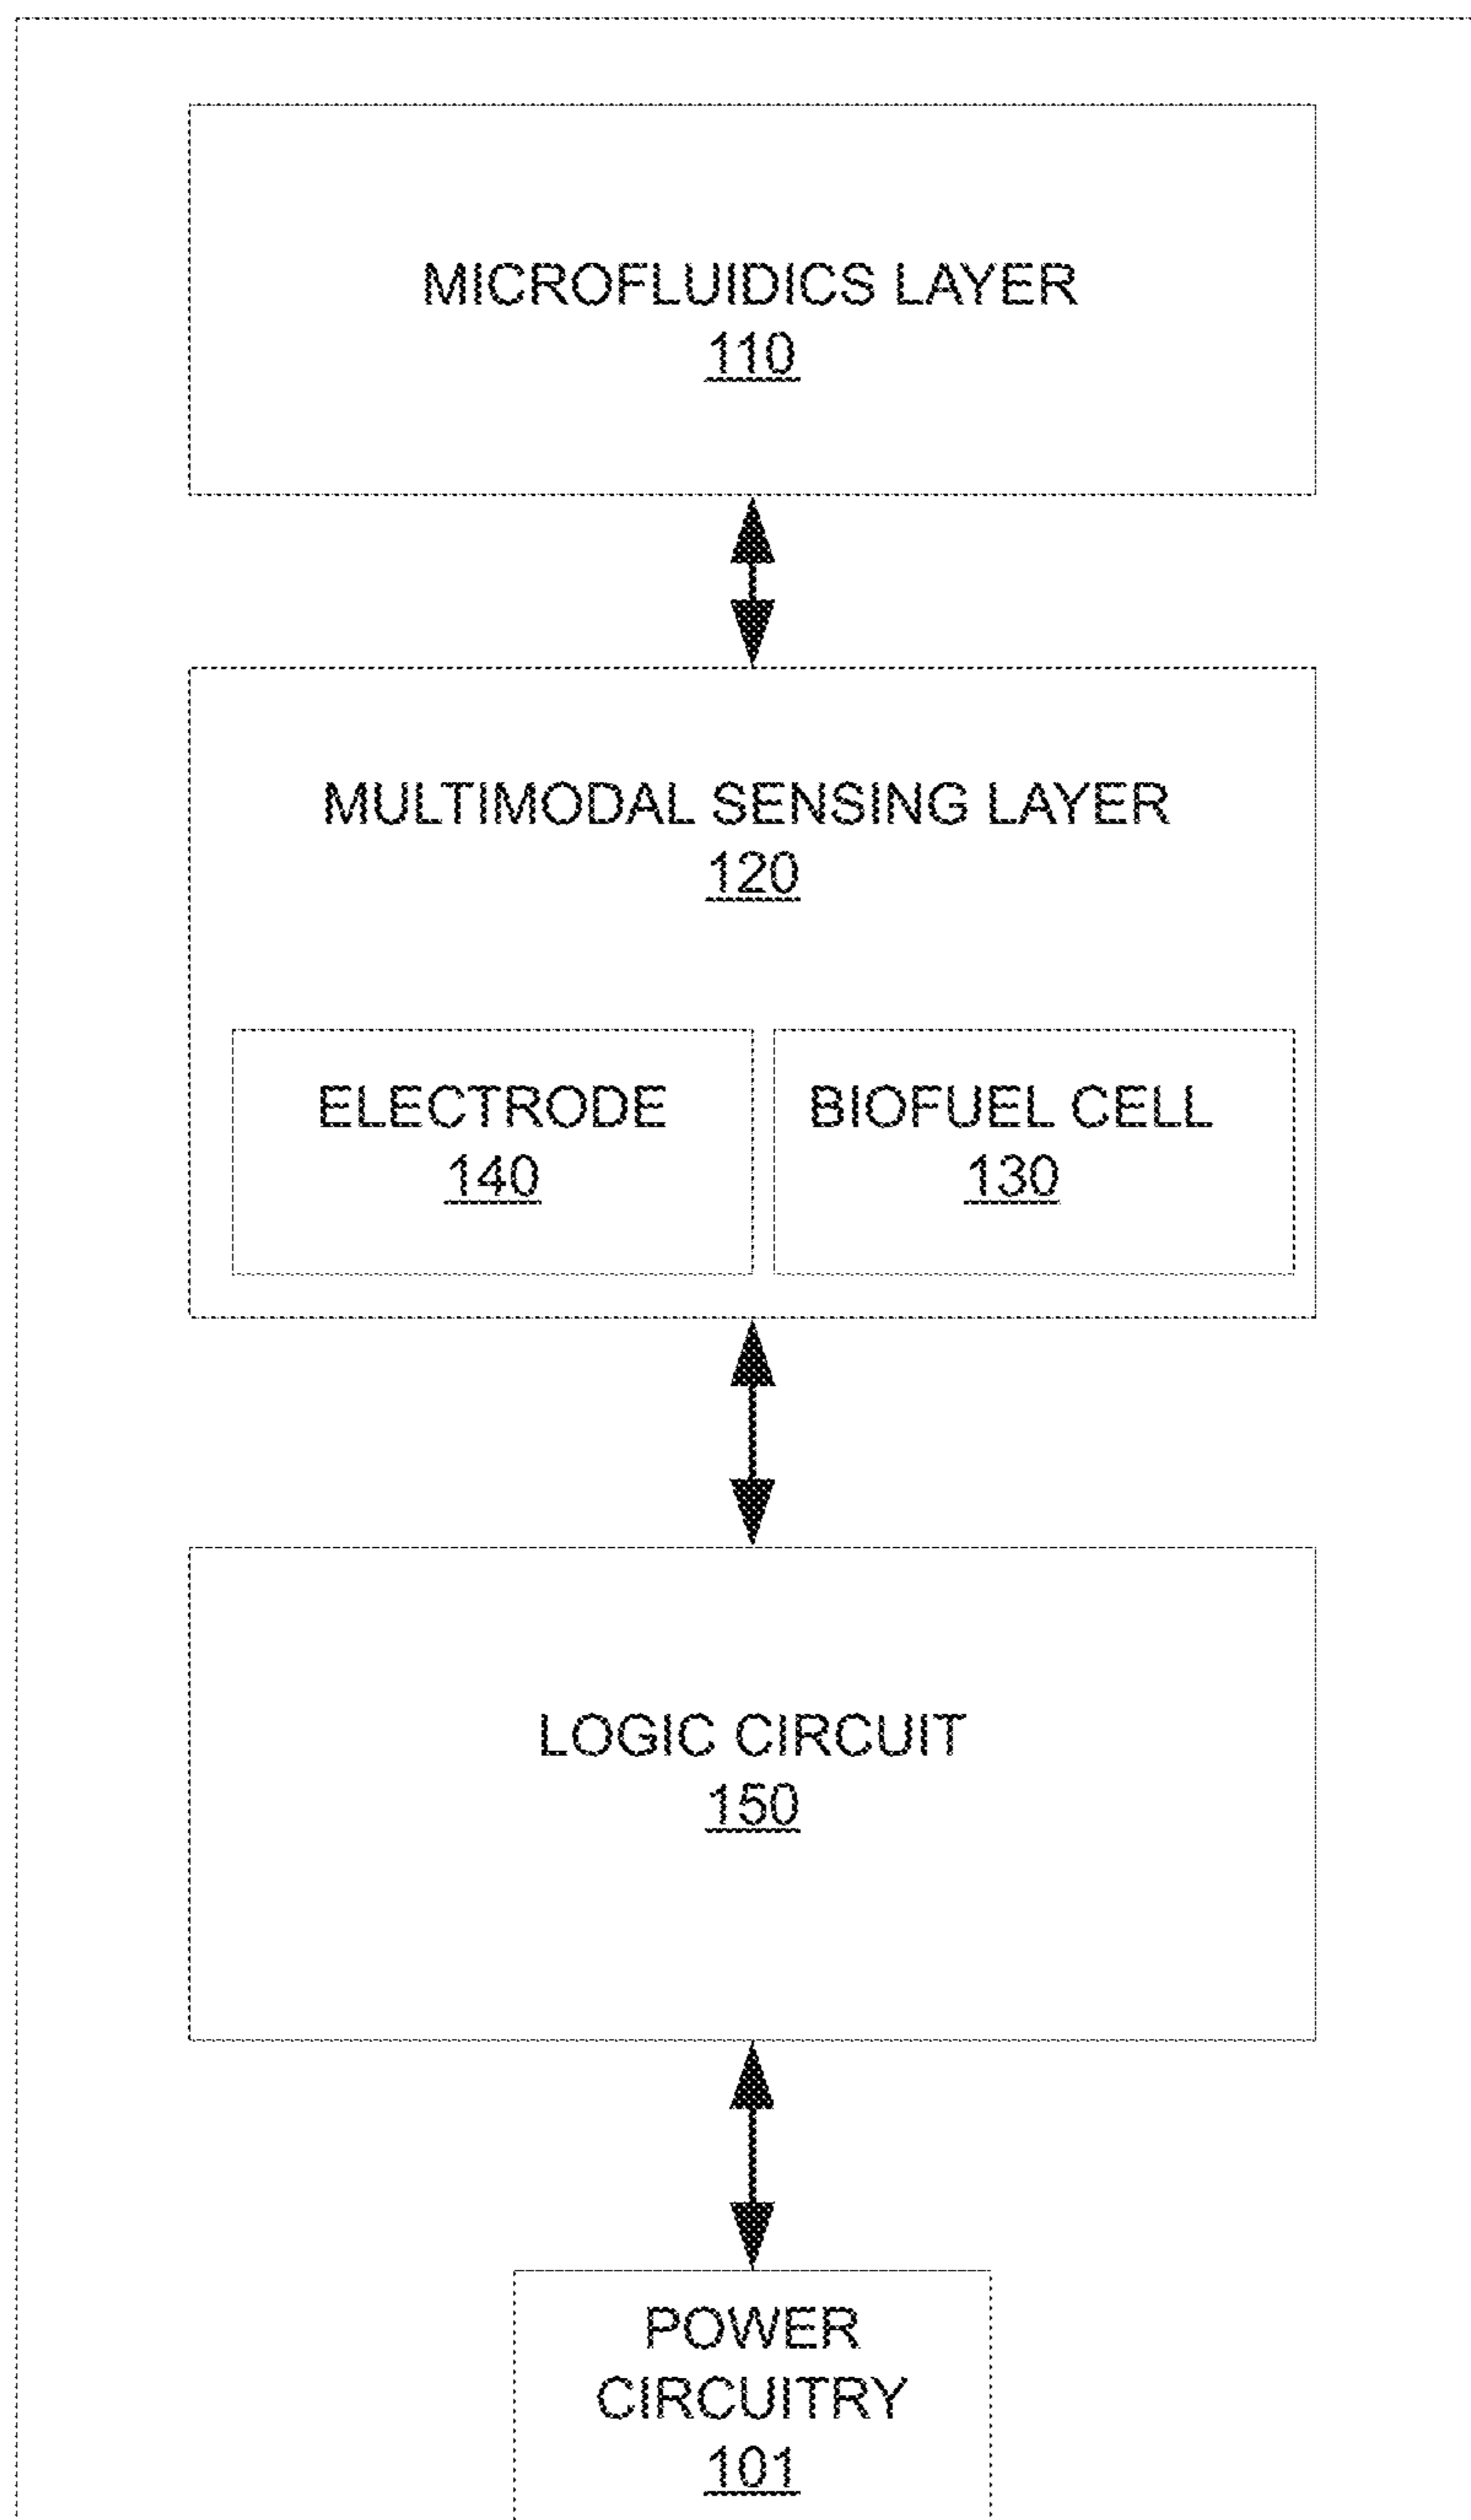 MICROFLUIDICS LAYER
110
MULTIMODAL SENSING LAYER
120
ELECTRODE
140
BIOFUEL CELL
130
LOGIC CIRCUIT
150
POWER
CIRCUITRY
101